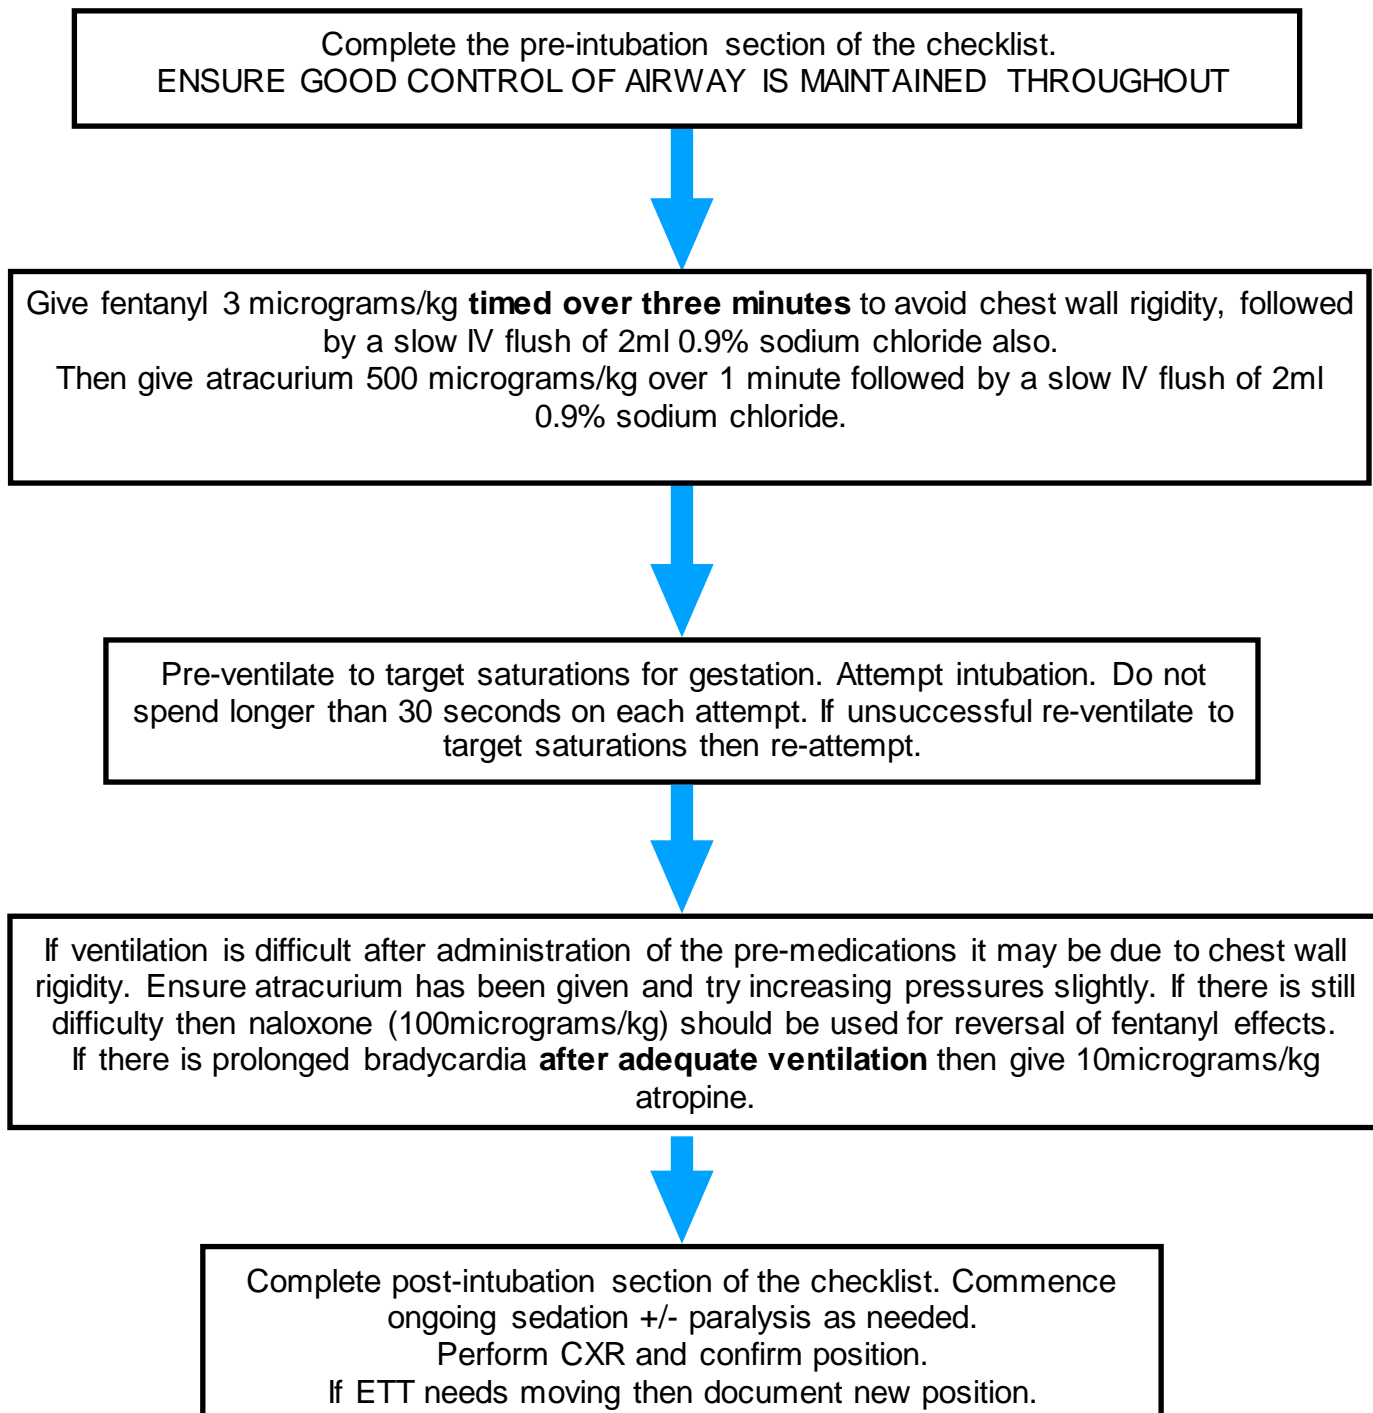 Complete the pre-intubation section of the checklist.
ENSURE GOOD CONTROL OF AIRWAY IS MAINTAINED THROUGHOUT
Give fentanyl 3 micrograms/kg timed over three minutes to avoid chest wall rigidity, followed
by a slow IV flush of 2ml 0.9% sodium chloride also.
Then give atracurium 500 micrograms/kg over 1 minute followed by a slow IV flush of 2ml
0.9% sodium chloride.
Pre-ventilate to target saturations for gestation. Attempt intubation. Do not
spend longer than 30 seconds on each attempt. If unsuccessful re-ventilate to
target saturations then re-attempt.
If ventilation is difficult after administration of the pre-medications it may be due to chest wall
rigidity. Ensure atracurium has been given and try increasing pressures slightly. If there is still
difficulty then naloxone (100micrograms/kg) should be used for reversal of fentanyl effects.
If there is prolonged bradycardia after adequate ventilation then give 10micrograms/kg
atropine.
Complete post-intubation section of the checklist. Commence
ongoing sedation +/- paralysis as needed.
Perform CXR and confirm position.
If ETT needs moving then document new position.